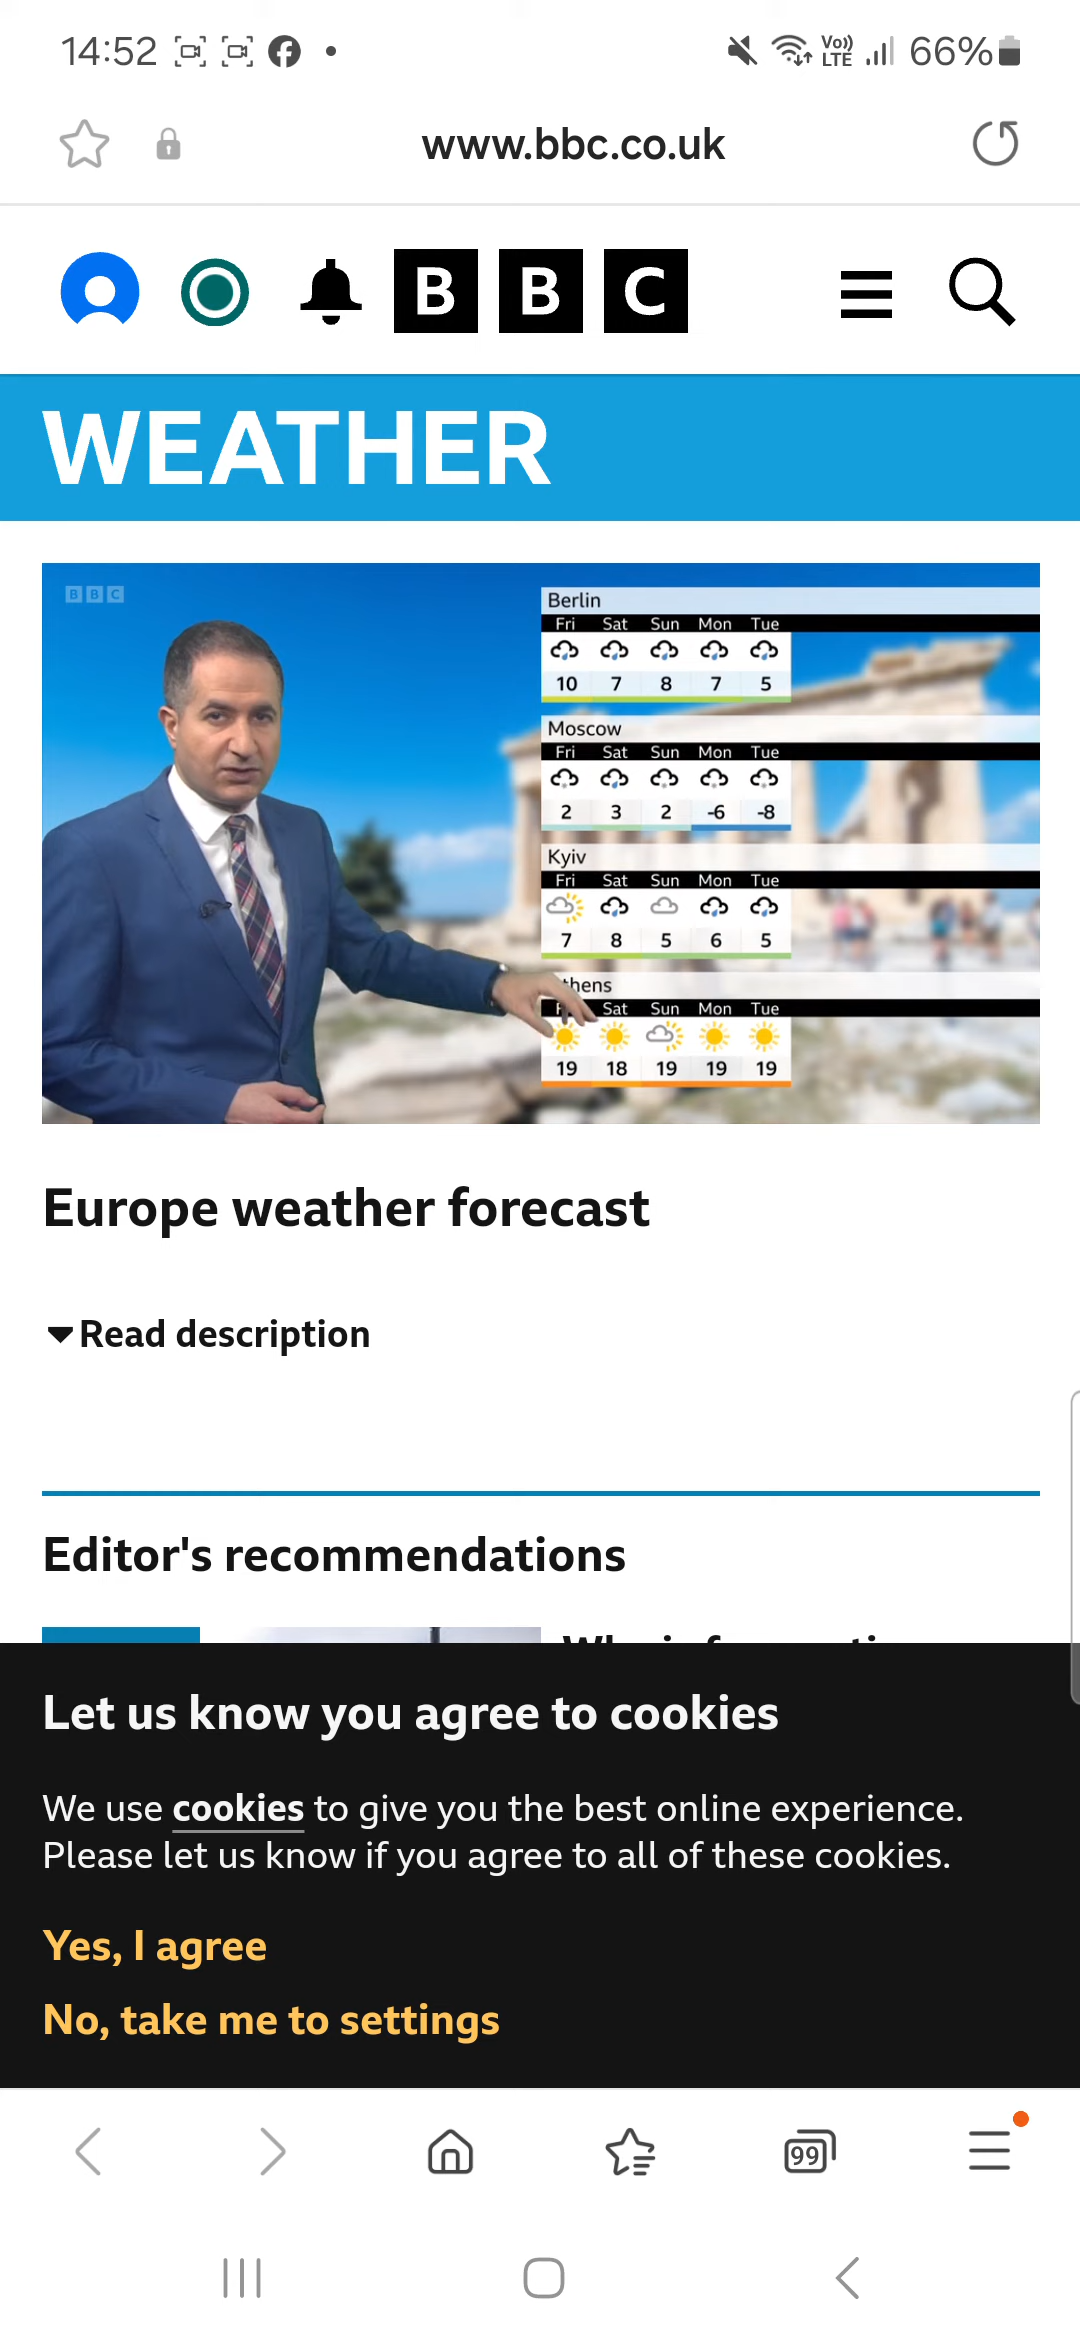 14:52
Vo))
LTE
66%
www.bbc.co.uk
B B C
WEATHER
BBC
Berlin
Fri Sat Sun Mon Tue
10 7 8 7 5
Moscow
Fri Sat Sun Mon Tue
2 3 2 -6 -8
Kyiv
Fri Sat Sun Mon Tue
7 8 5 6 5
thens
Sat Sun Mon Tue
19 18 19 19 19
Europe weather forecast
Read description
Editor's recommendations
Let us know you agree to cookies
We use cookies to give you the best online experience.
Please let us know if you agree to all of these cookies.
Yes, I agree
No, take me to settings
99